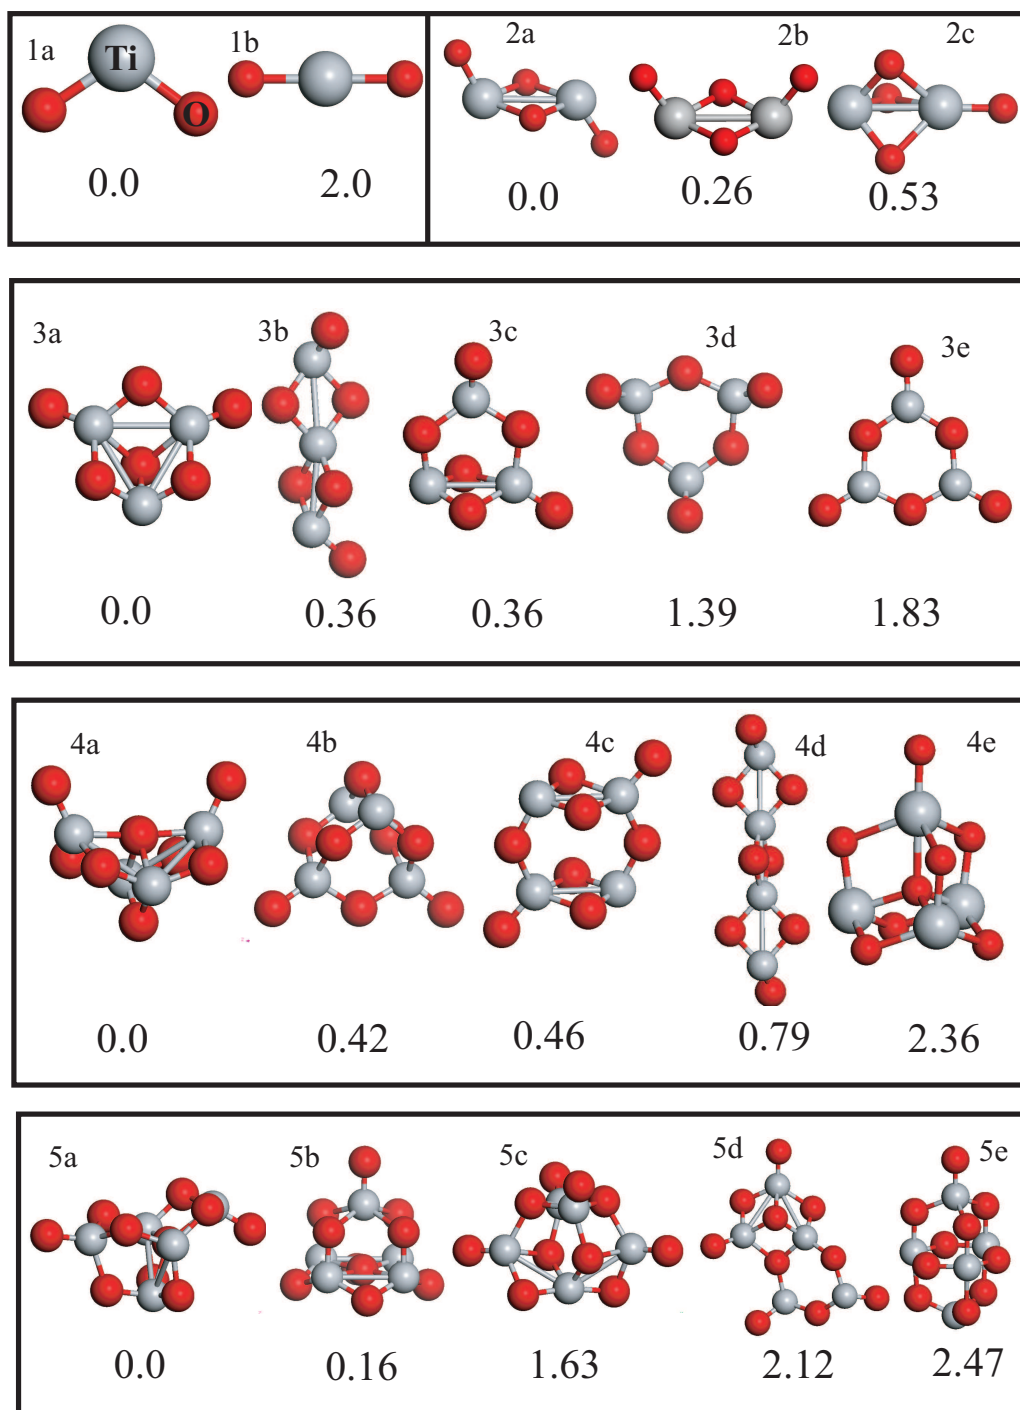 1a Ti O 1b
0.0 2.0
2a 2b 2c
0.0 0.26 0.53
3a 3b 3c 3d 3e
0.0 0.36 0.36 1.39 1.83
4a 4b 4c 4d 4e
0.0 0.42 0.46 0.79 2.36
5a 5b 5c 5d 5e
0.0 0.16 1.63 2.12 2.47